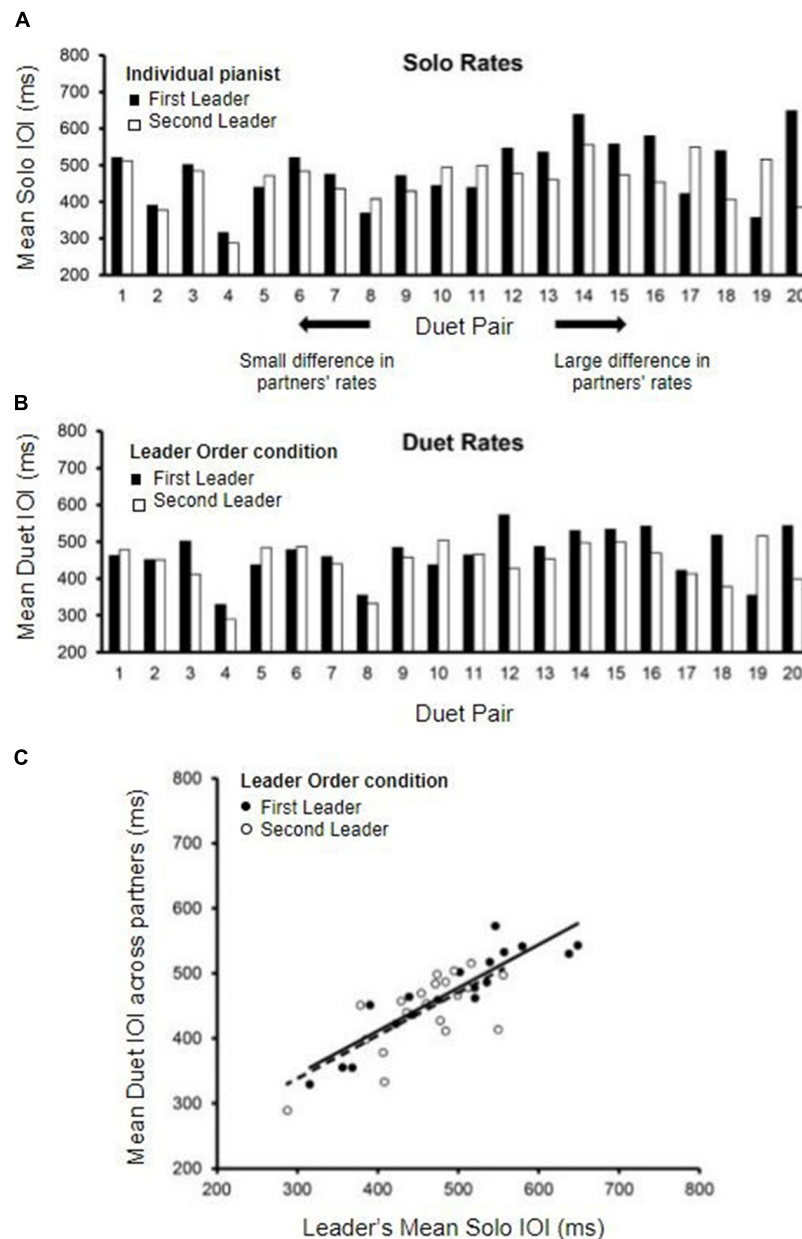 A
Solo Rates
Mean Solo IOI (ms)
800
700
600
500
400
300
200
Individual pianist
First Leader
Second Leader
1 2 3 4 5 6 7 8 9 10 11 12 13 14 15 16 17 18 19 20
Duet Pair
Small difference in
partners' rates
Large difference in
partners' rates
B
Duet Rates
Mean Duet IOI (ms)
800
700
600
500
400
300
200
Leader Order condition
First Leader
Second Leader
1 2 3 4 5 6 7 8 9 10 11 12 13 14 15 16 17 18 19 20
Duet Pair
C
Mean Duet IOI across partners (ms)
800
700
600
500
400
300
200
Leader Order condition
First Leader
Second Leader
200 300 400 500 600 700 800
Leader's Mean Solo IOI (ms)